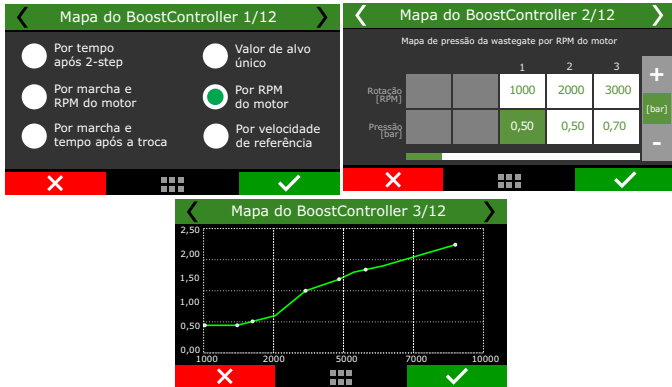 Mapa do BoostController 1/12
Por tempo
após 2-step
Valor de alvo
único
Por marcha e
RPM do motor
Por RPM
do motor
Por marcha e
tempo após a troca
Por velocidade
de referência
Mapa do BoostController 2/12
Mapa de pressão da wastegate por RPM do motor
1 2 3
Rotação
[RPM]
1000 2000 3000
Pressão
[bar]
0,50 0,50 0,70
+
[bar]
-
Mapa do BoostController 3/12
2,50
2,00
1,50
1,00
0,50
0,00
1000 2000 5000 7000 10000